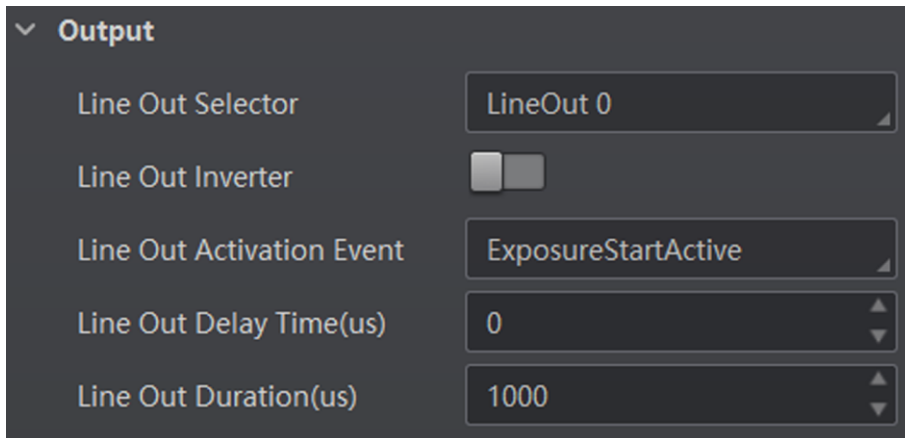 Output
Line Out Selector LineOut 0
Line Out Inverter
Line Out Activation Event ExposureStartActive
Line Out Delay Time(us) 0
Line Out Duration(us) 1000